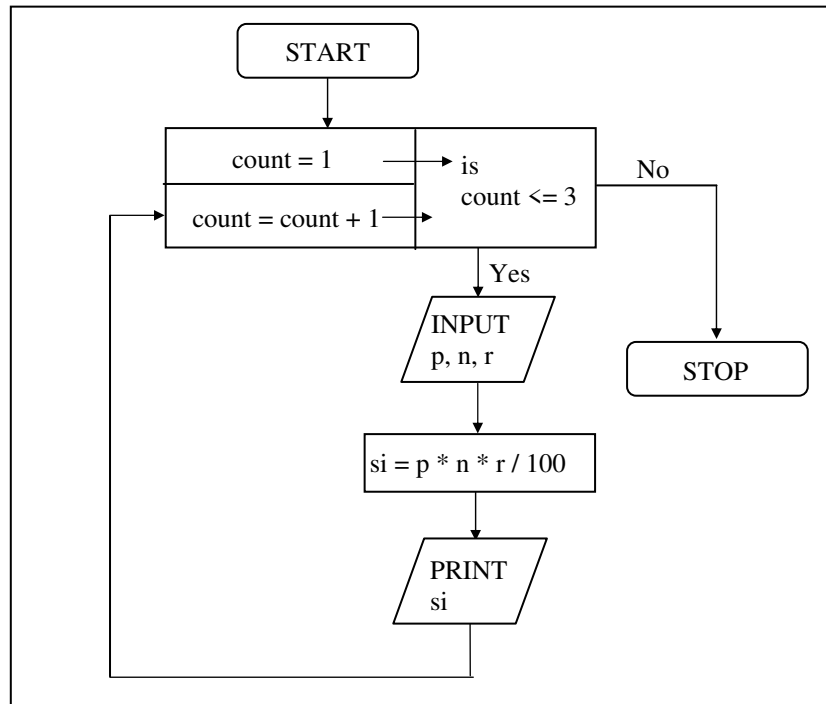 START
count = 1
is
count <= 3
No
count = count + 1
Yes
INPUT
p, n, r
STOP
si = p * n * r / 100
PRINT
si